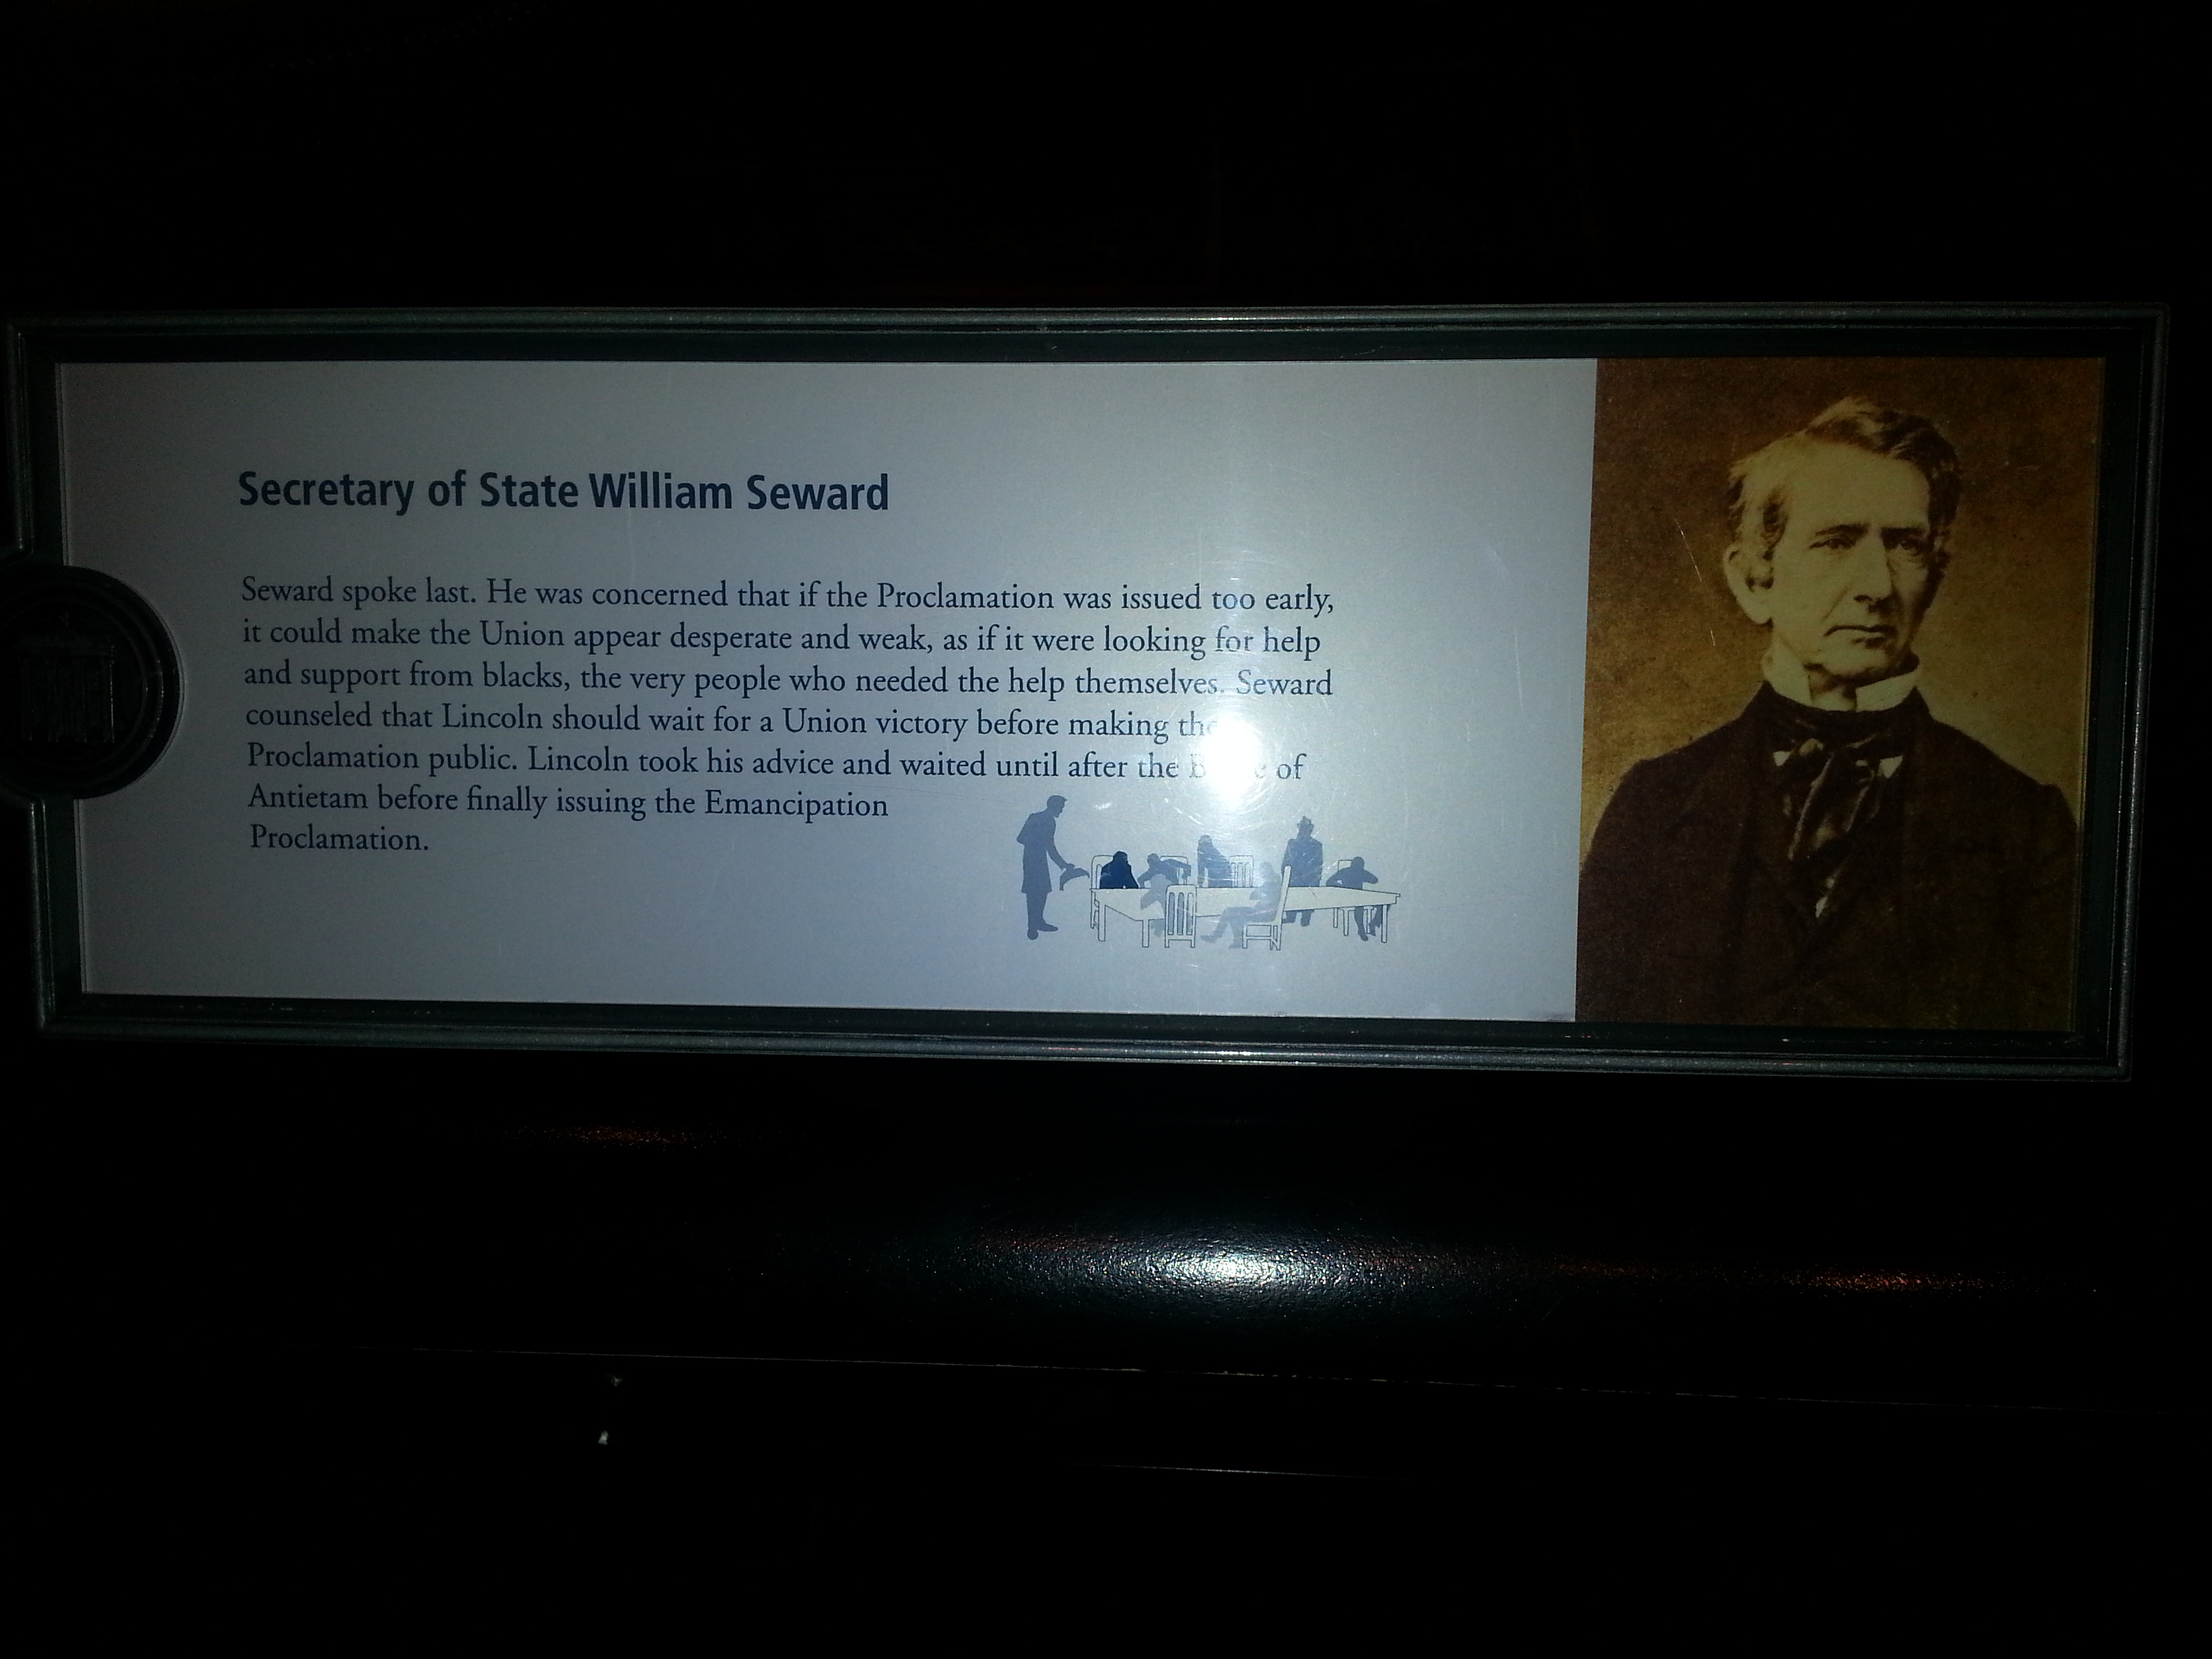 Secretary of State William Seward
Seward spoke last. He was concerned that if the Proclamation was issued too early,
it could make the Union appear desperate and weak, as if it were looking for help
and support from blacks, the very people who needed the help themselves. Seward
counseled that Lincoln should wait for a Union victory before making the
Proclamation public. Lincoln took his advice and waited until after the of
Antietam before finally issuing the Emancipation
Proclamation.